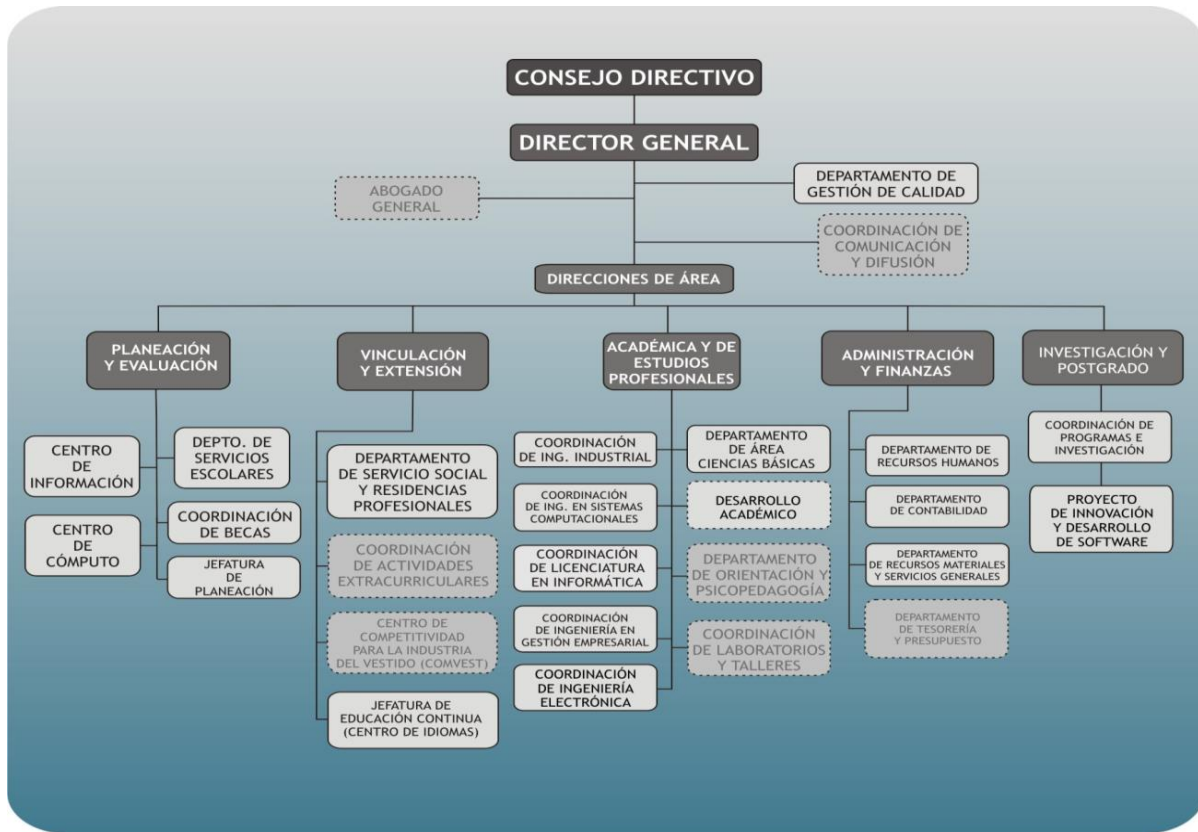 CONSEJO DIRECTIVO
DIRECTOR GENERAL
ABOGADO
GENERAL
DEPARTAMENTO DE
GESTIÓN DE CALIDAD
COORDINACIÓN DE
COMUNICACIÓN
Y DIFUSIÓN
DIRECCIONES DE ÁREA
PLANEACIÓN
Y EVALUACIÓN
VINCULACIÓN
Y EXTENSIÓN
ACADÉMICA Y DE
ESTUDIOS
PROFESIONALES
ADMINISTRACIÓN
Y FINANZAS
INVESTIGACIÓN Y
POSTGRADO
CENTRO
DE
INFORMACIÓN
DEPTO. DE
SERVICIOS
ESCOLARES
CENTRO
DE
CÓMPUTO
COORDINACIÓN
DE BECAS
JEFATURA
DE
PLANEACIÓN
DEPARTAMENTO
DE SERVICIO SOCIAL
Y RESIDENCIAS
PROFESIONALES
COORDINACIÓN
DE ACTIVIDADES
EXTRACURRICULARES
CENTRO DE
COMPETITIVIDAD
PARA LA INDUSTRIA
DEL VESTIDO (COMVEST)
JEFATURA DE
EDUCACIÓN CONTINUA
(CENTRO DE IDIOMAS)
COORDINACIÓN
DE ING. INDUSTRIAL
COORDINACIÓN
DE ING. EN SISTEMAS
COMPUTACIONALES
COORDINACIÓN
DE LICENCIATURA
EN INFORMÁTICA
COORDINACIÓN
DE INGENIERÍA EN
GESTIÓN EMPRESARIAL
COORDINACIÓN
DE INGENIERÍA
ELECTRÓNICA
DEPARTAMENTO
DE ÁREA
CIENCIAS BÁSICAS
DESARROLLO
ACADÉMICO
DEPARTAMENTO
DE ORIENTACIÓN Y
PSICOPEDAGOGÍA
COORDINACIÓN
DE LABORATORIOS
Y TALLERES
DEPARTAMENTO DE
RECURSOS HUMANOS
DEPARTAMENTO
DE CONTABILIDAD
DEPARTAMENTO
DE RECURSOS MATERIALES
Y SERVICIOS GENERALES
DEPARTAMENTO
DE TESORERÍA
Y PRESUPUESTO
COORDINACIÓN DE
PROGRAMAS E
INVESTIGACIÓN
PROYECTO
DE INNOVACIÓN
Y DESARROLLO
DE SOFTWARE